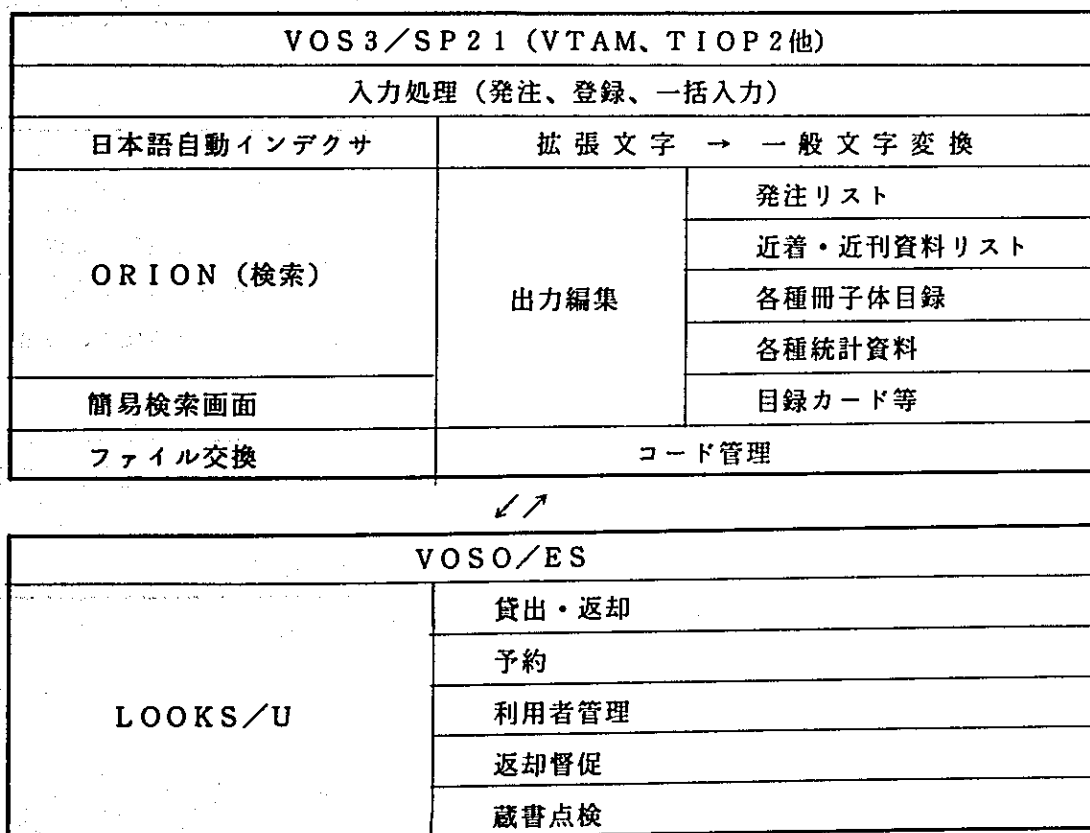 VOS3／SP21（VTAM、TIOP2他）
入力処理（発注、登録、一括入力）
日本語自動インデクサ
拡張文字 → 一般文字変換
ORION（検索）
出力編集
発注リスト
近着・近刊資料リスト
各種冊子体目録
各種統計資料
目録カード等
簡易検索画面
ファイル交換
コード管理
↙↗
VOSO／ES
LOOKS／U
貸出・返却
予約
利用者管理
返却督促
蔵書点検